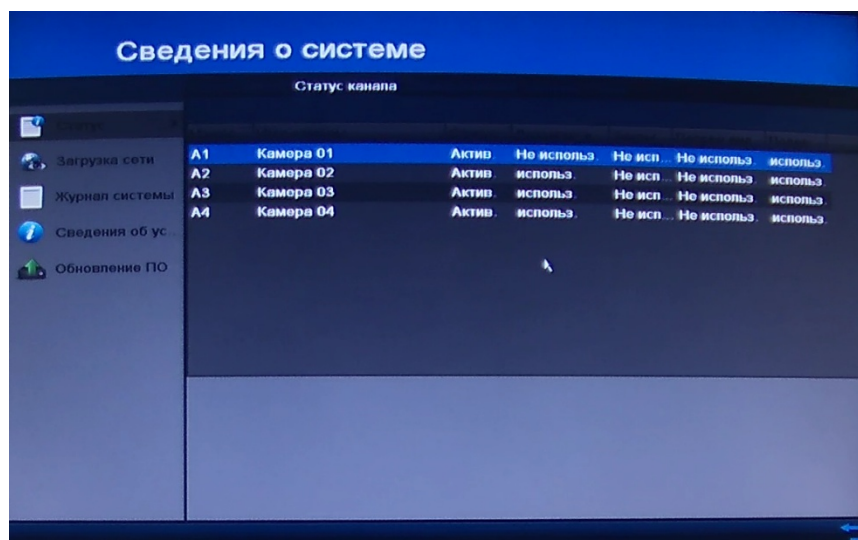 Сведения о системе
Статус канала
Статус
Загрузка сети
Журнал системы
Сведения об ус...
Обновление ПО
A1 Камера 01 Актив. Не использ. Не исп... Не использ. использ.
A2 Камера 02 Актив. использ. Не исп... Не использ. использ.
A3 Камера 03 Актив. использ. Не исп... Не использ. использ.
A4 Камера 04 Актив. использ. Не исп... Не использ. использ.